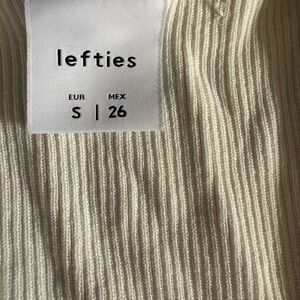 lefties
EUR MEX
S | 26